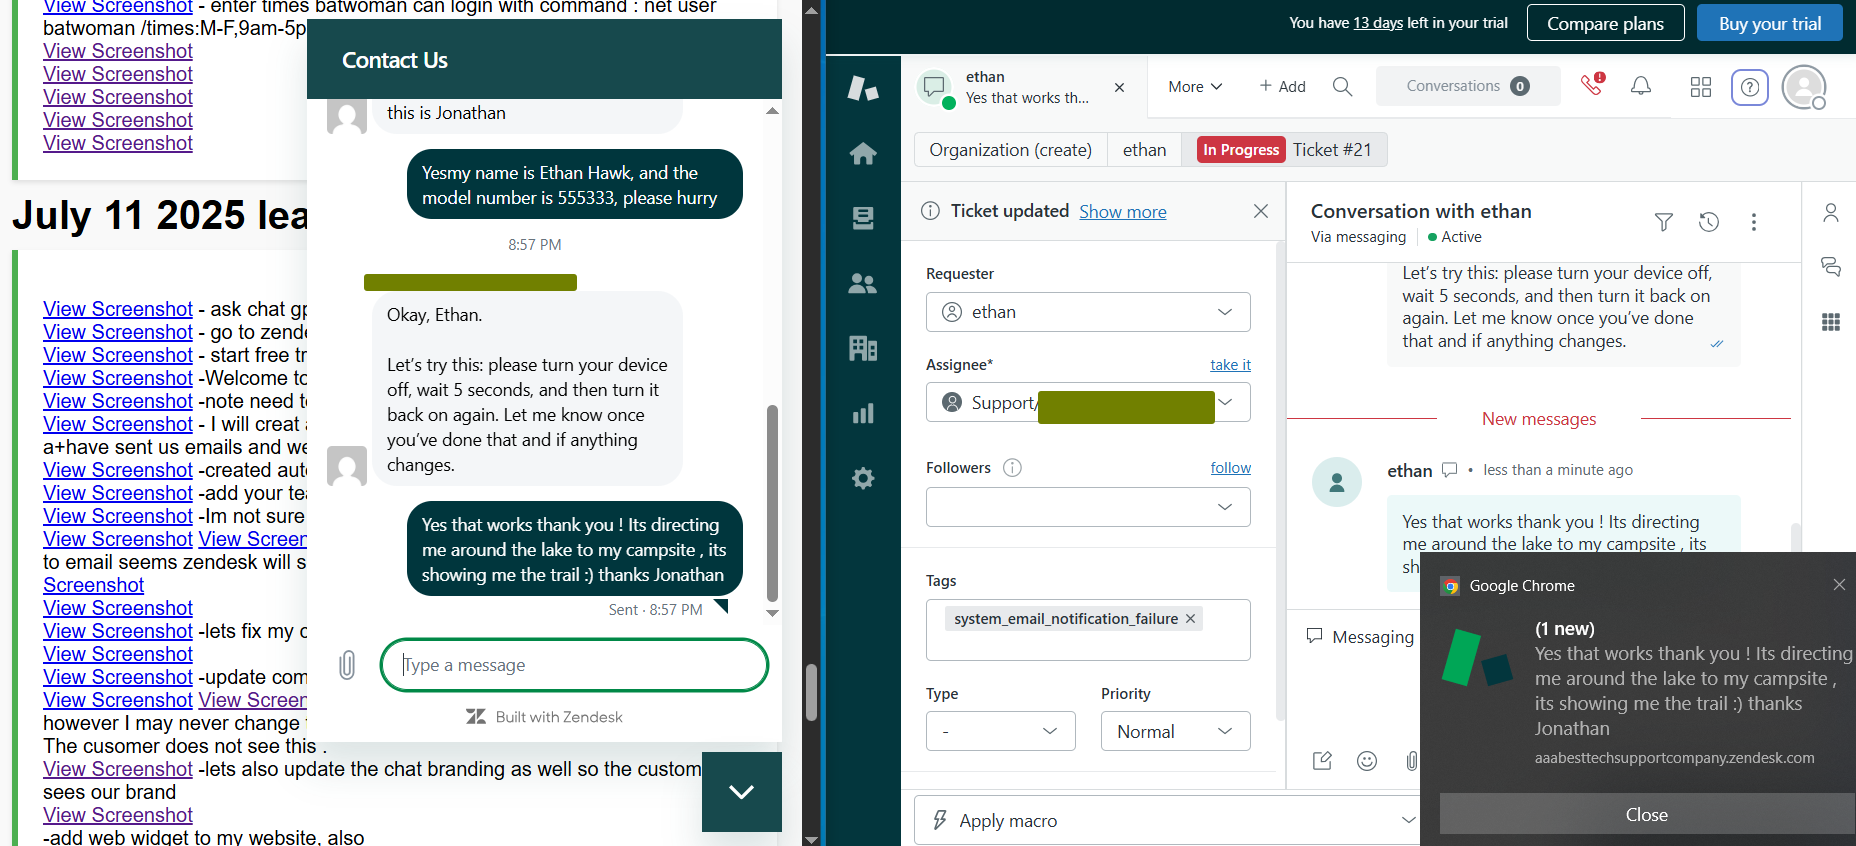 View Screenshot - enter times batwoman can login with command : net user
batwoman /times:M-F,9am-5p
View Screenshot
View Screenshot
View Screenshot
View Screenshot
View Screenshot
July 11 2025 lea
View Screenshot - ask chat gp
View Screenshot - go to zende
View Screenshot - start free tr
View Screenshot -Welcome to
View Screenshot -note need t
View Screenshot - I will creat a
a+have sent us emails and we
View Screenshot -created aut
View Screenshot -add your tea
View Screenshot -Im not sure
View Screenshot View Screen
to email seems zendesk will s
Screenshot
View Screenshot
View Screenshot -lets fix my c
View Screenshot
View Screenshot -update com
View Screenshot View Screen
however I may never change
The cusomer does not see this .
View Screenshot -lets also update the chat branding as well so the custom
sees our brand
View Screenshot
-add web widget to my website, also
Contact Us
this is Jonathan
Yesmy name is Ethan Hawk, and the
model number is 555333, please hurry
8:57 PM
Okay, Ethan.
Let's try this: please turn your device
off, wait 5 seconds, and then turn it
back on again. Let me know once
you've done that and if anything
changes.
Yes that works thank you ! Its directing
me around the lake to my campsite , its
showing me the trail :) thanks Jonathan
Sent · 8:57 PM
Type a message
Built with Zendesk
You have 13 days left in your trial
Compare plans
Buy your trial
ethan
Yes that works th...
More
+ Add
Conversations 0
Organization (create)
ethan
In Progress Ticket #21
Ticket updated Show more
Requester
ethan
Assignee*
take it
Support/
Followers
follow
Tags
system_email_notification_failure ×
Type
Priority
-
Normal
Apply macro
Conversation with ethan
Via messaging
Active
Let's try this: please turn your device off,
wait 5 seconds, and then turn it back on
again. Let me know once you've done
that and if anything changes.
New messages
ethan • less than a minute ago
Yes that works thank you ! Its directing
me around the lake to my campsite , its
sh
Messaging
Google Chrome
(1 new)
Yes that works thank you ! Its directing
me around the lake to my campsite ,
its showing me the trail :) thanks
Jonathan
aaabesttechsupportcompany.zendesk.com
Close